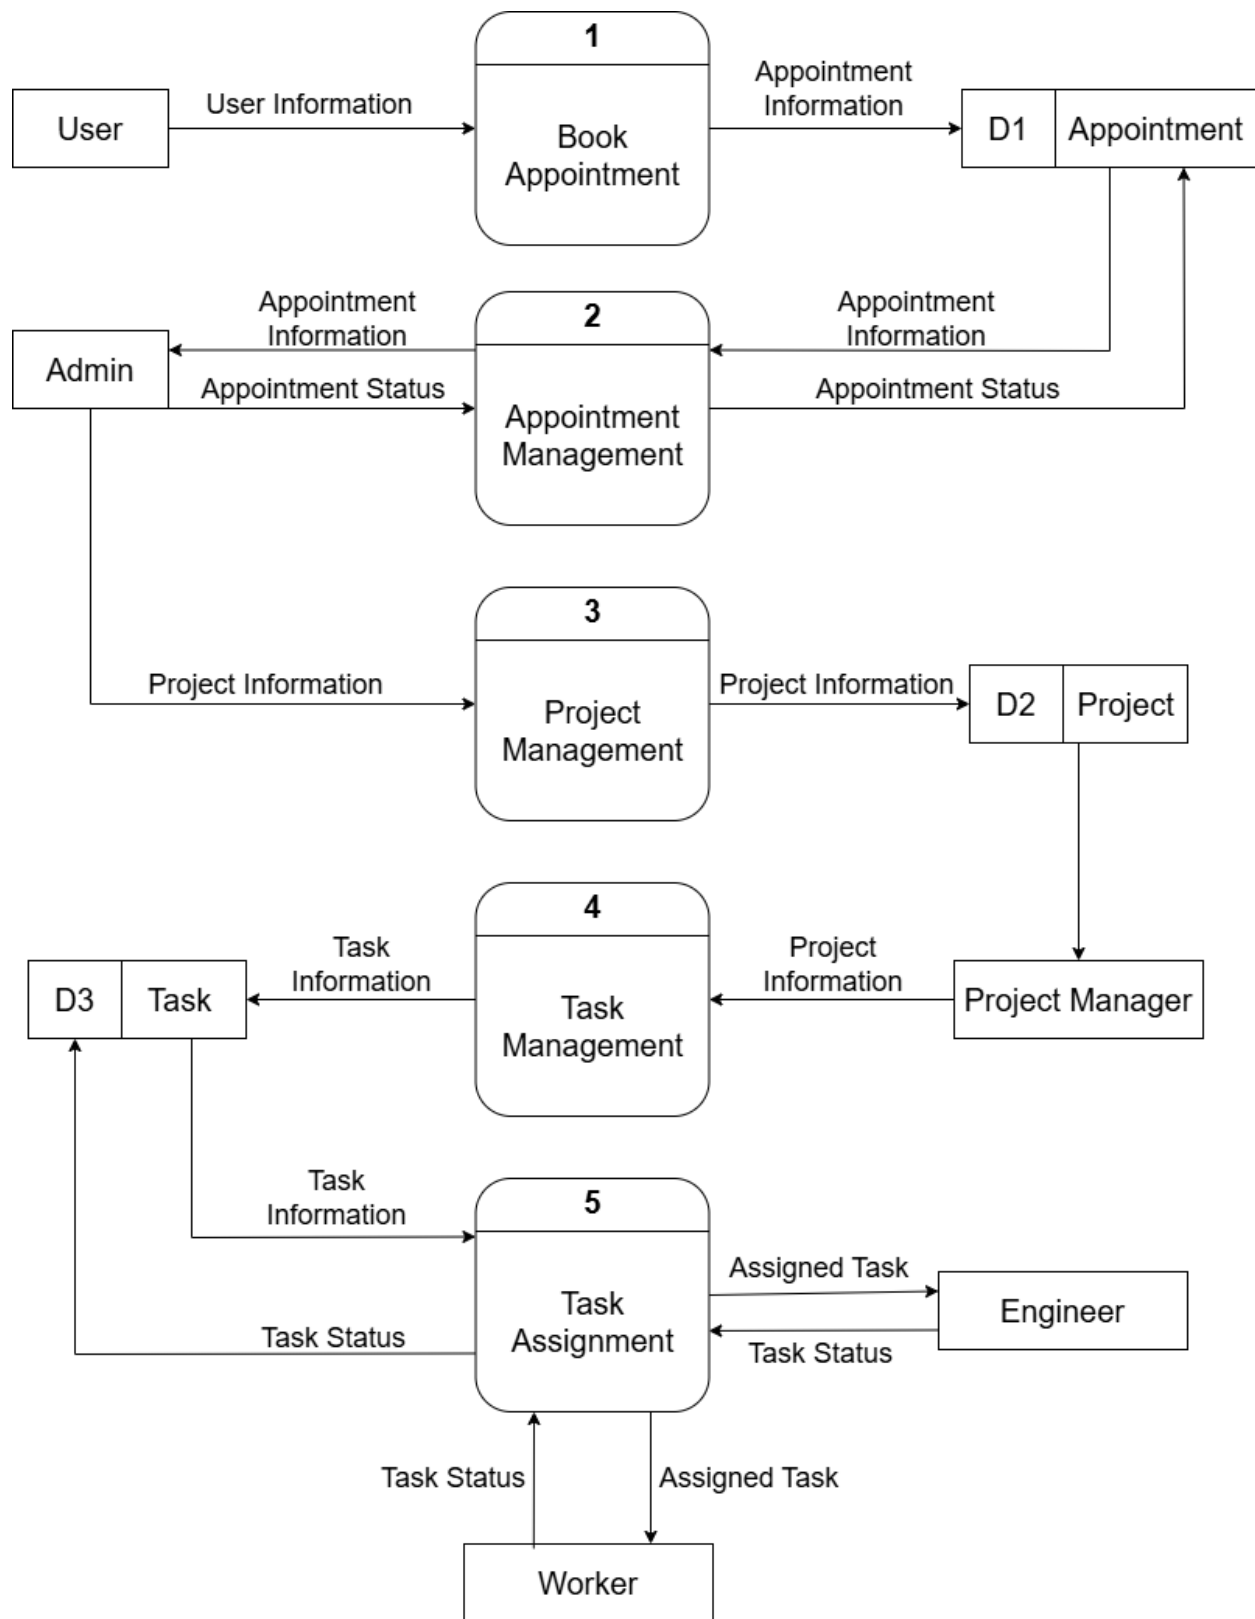 1
User Information
Appointment
Information
User
Book
Appointment
D1
Appointment
Appointment
Information
2
Appointment
Information
Admin
Appointment Status
Appointment
Management
Appointment Status
3
Project Information
Project
Management
Project Information
D2
Project
4
Task
Information
Project
Information
D3
Task
Task
Management
Project Manager
Task
Information
5
Assigned Task
Engineer
Task
Assignment
Task Status
Task Status
Task Status
Assigned Task
Worker